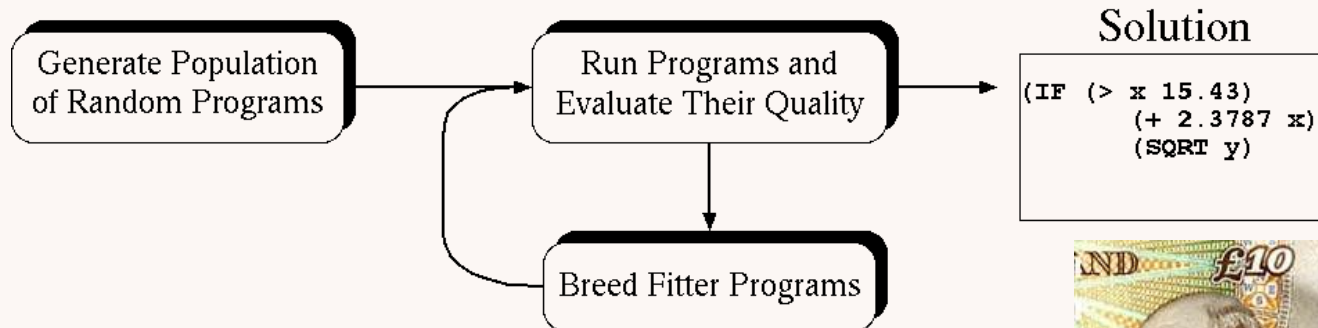 Generate Population
of Random Programs
Run Programs and
Evaluate Their Quality
Breed Fitter Programs
Solution
(IF (> x 15.43)
(+ 2.3787 x)
(SQRT y)
AND £10